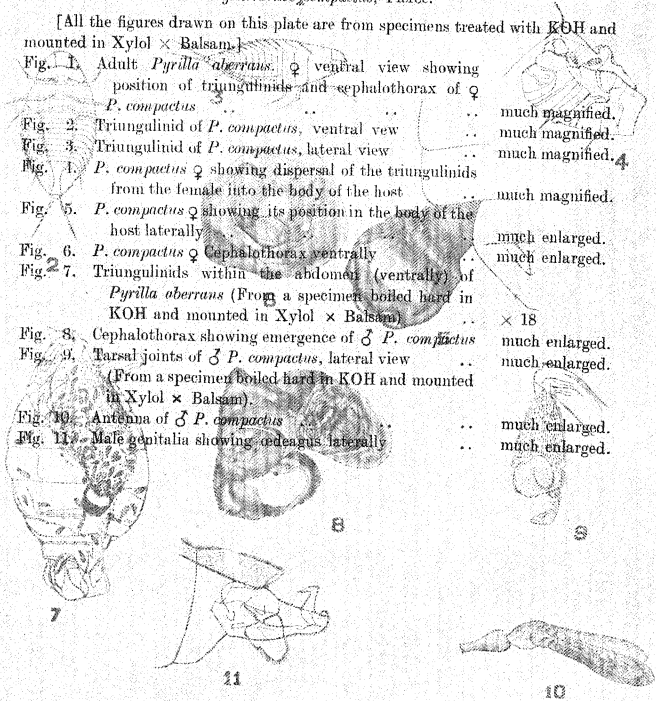 [All the figures drawn on this plate are from specimens treated with KOH and
mounted in Xylol × Balsam.]
Fig. 1. Adult Pyrilla aberrans. ♀ ventral view showing
position of triungulinids and cephalothorax of ♀
P. compactus .. .. .. .. much magnified.
Fig. 2. Triungulinid of P. compactus, ventral vew .. much magnified.
Fig. 3. Triungulinid of P. compactus, lateral view .. much magnified.
Fig. 4. P. compactus ♀ showing dispersal of the triungulinids
from the female into the body of the host .. much magnified.
Fig. 5. P. compactus ♀ showing its position in the body of the
host laterally .. .. .. .. much enlarged.
Fig. 6. P. compactus ♀ Cephalothorax ventrally .. much enlarged.
Fig. 7. Triungulinids within the abdomen (ventrally) of
Pyrilla aberrans (From a specimen boiled hard in
KOH and mounted in Xylol × Balsam) .. × 18
Fig. 8. Cephalothorax showing emergence of ♂ P. compactus much enlarged.
Fig. 9. Tarsal joints of ♂ P. compactus, lateral view .. much enlarged.
(From a specimen boiled hard in KOH and mounted
in Xylol × Balsam).
Fig. 10. Antenna of ♂ P. compactus .. .. .. much enlarged.
Fig. 11. Male genitalia showing œdeagus laterally .. much enlarged.
3
4
2
6
8
9
7
11
10